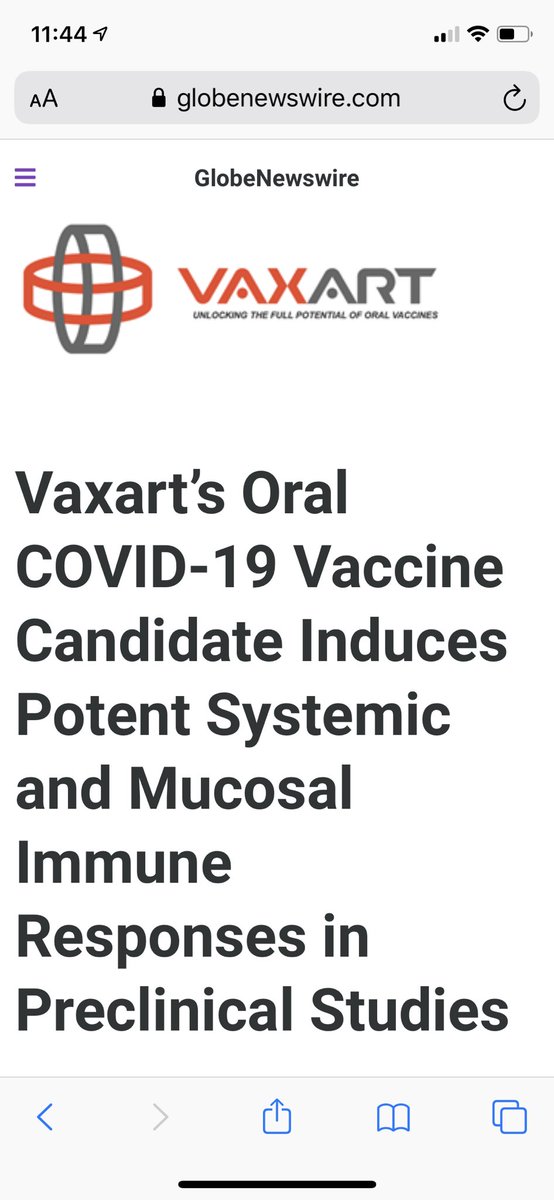 11:44
AA globenewswire.com
GlobeNewswire
VAXART
UNLOCKING THE FULL POTENTIAL OF ORAL VACCINES
Vaxart’s Oral
COVID-19 Vaccine
Candidate Induces
Potent Systemic
and Mucosal
Immune
Responses in
Preclinical Studies